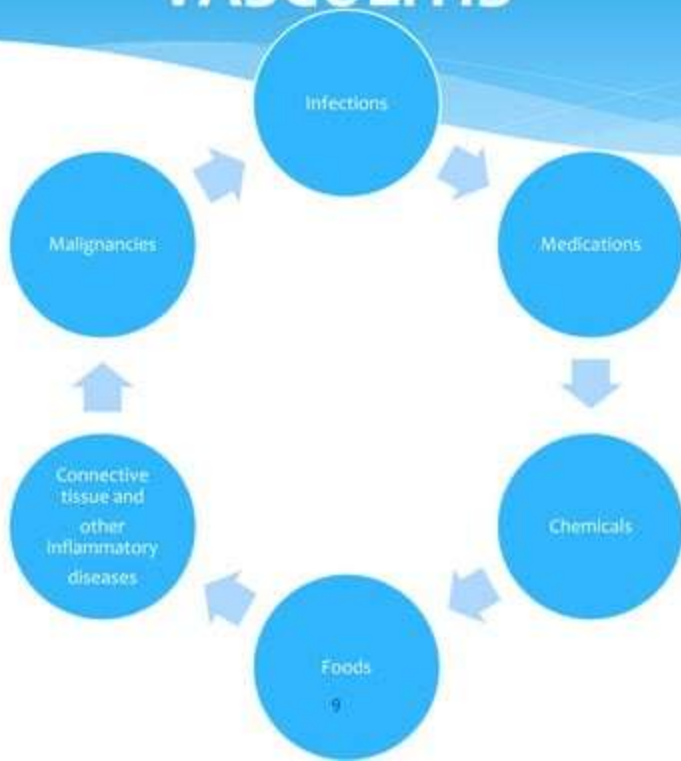 Infections
Medications
Chemicals
Foods
9
Connective
tissue and
other
inflammatory
diseases
Malignancies